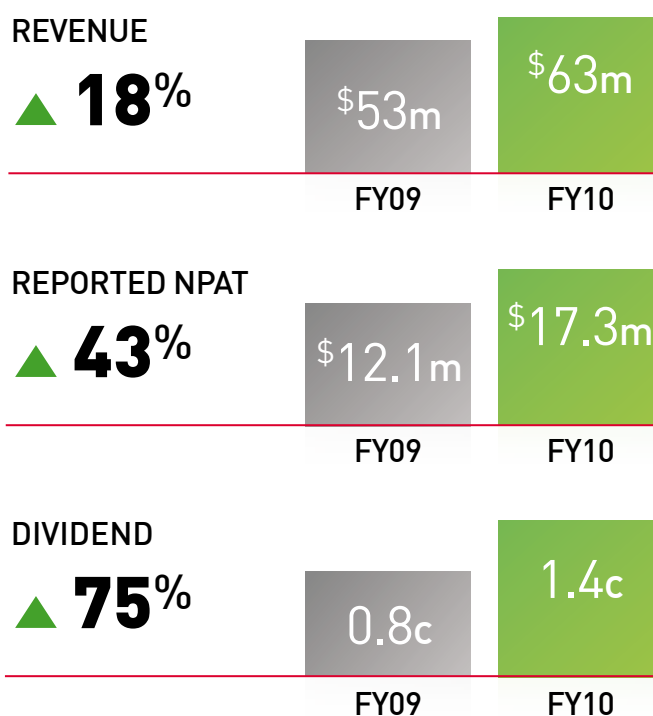 REVENUE
18%
$53m
$63m
FY09
FY10
REPORTED NPAT
43%
$12.1m
$17.3m
FY09
FY10
DIVIDEND
75%
0.8c
1.4c
FY09
FY10